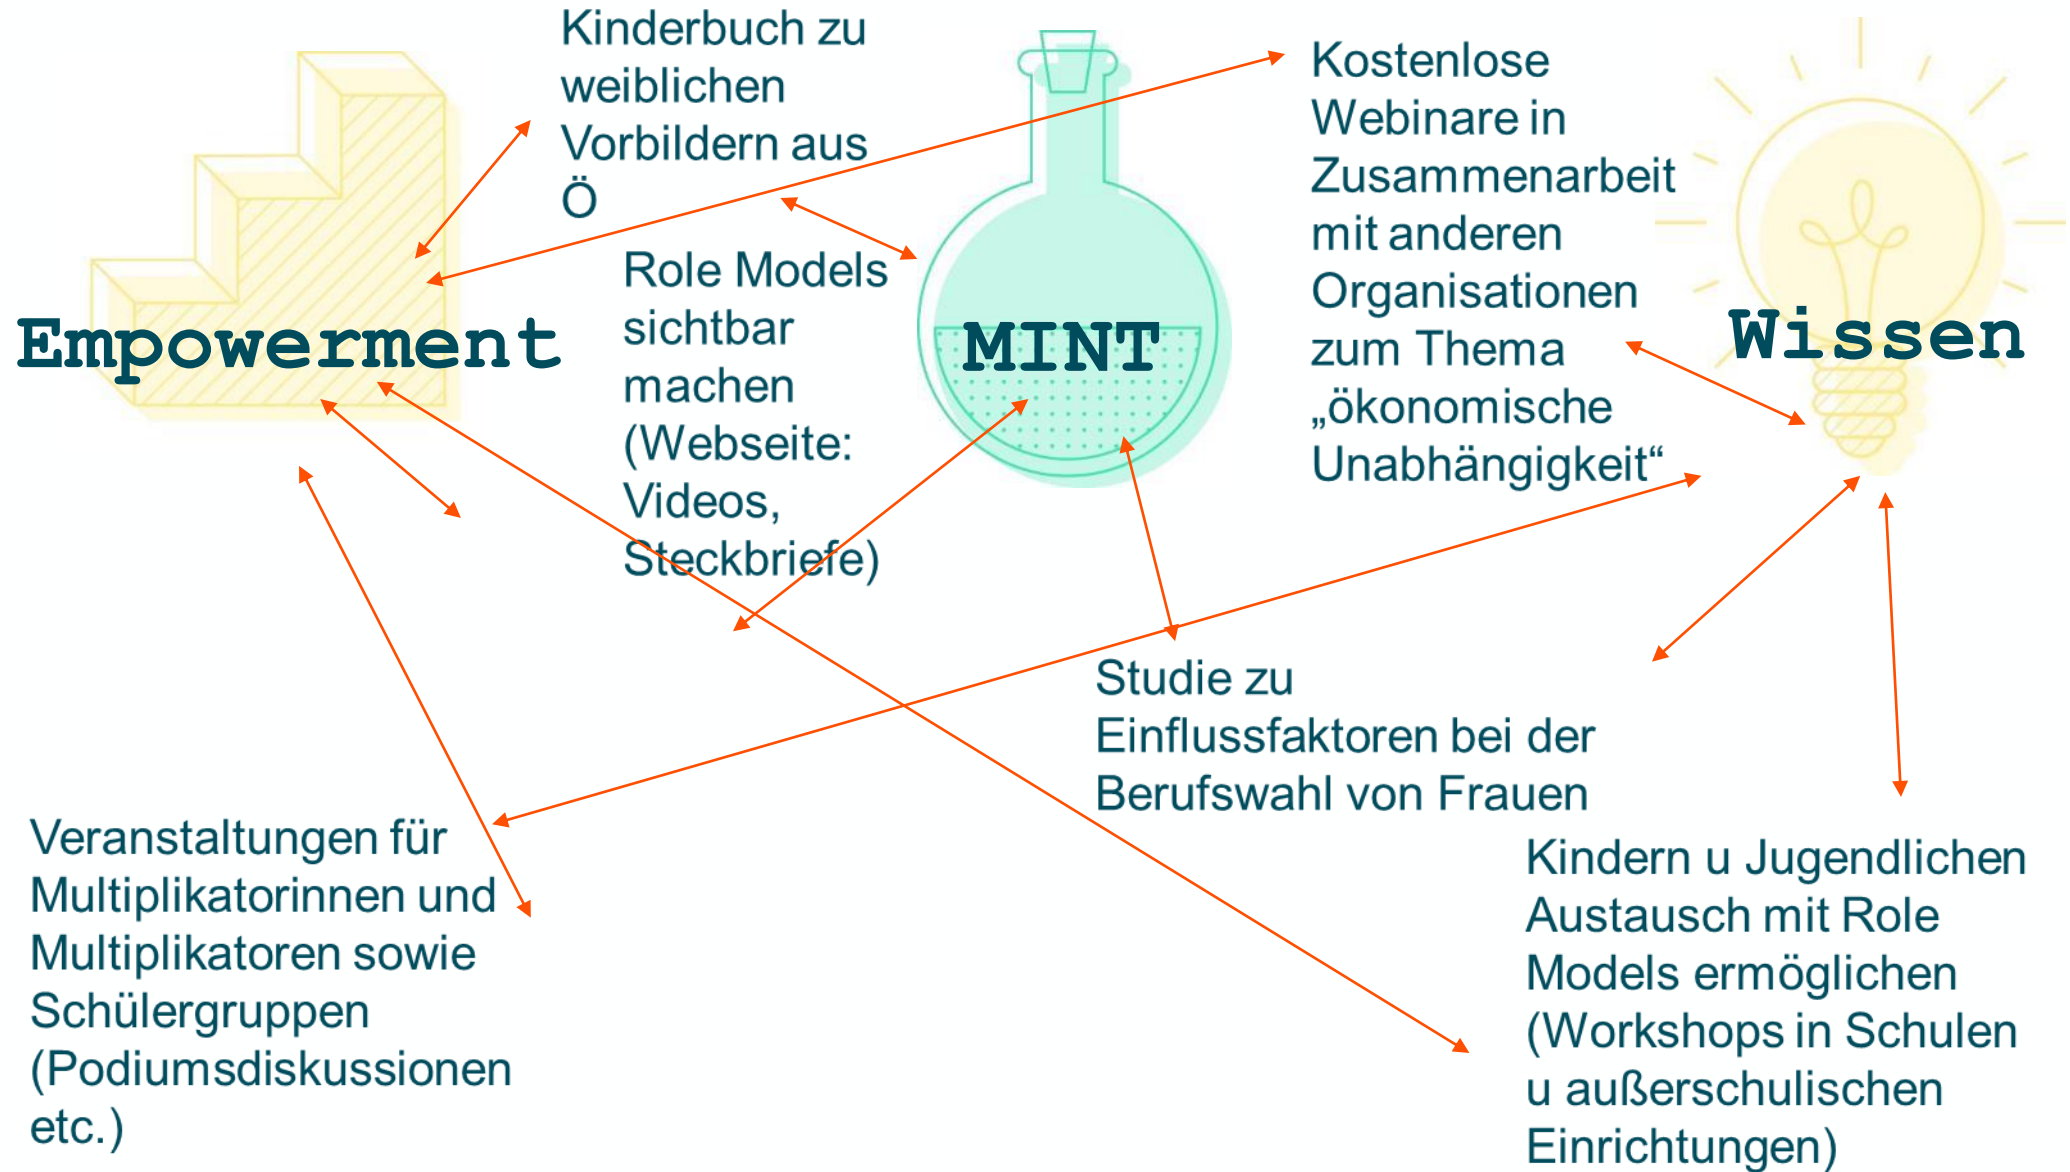 Kinderbuch zu
weiblichen
Vorbildern aus
Ö
Kostenlose
Webinare in
Zusammenarbeit
mit anderen
Organisationen
zum Thema
„ökonomische
Unabhängigkeit“
Role Models
sichtbar
machen
(Webseite:
Videos,
Steckbriefe)
Empowerment
MINT
Wissen
Studie zu
Einflussfaktoren bei der
Berufswahl von Frauen
Veranstaltungen für
Multiplikatorinnen und
Multiplikatoren sowie
Schülergruppen
(Podiumsdiskussionen
etc.)
Kindern u Jugendlichen
Austausch mit Role
Models ermöglichen
(Workshops in Schulen
u außerschulischen
Einrichtungen)